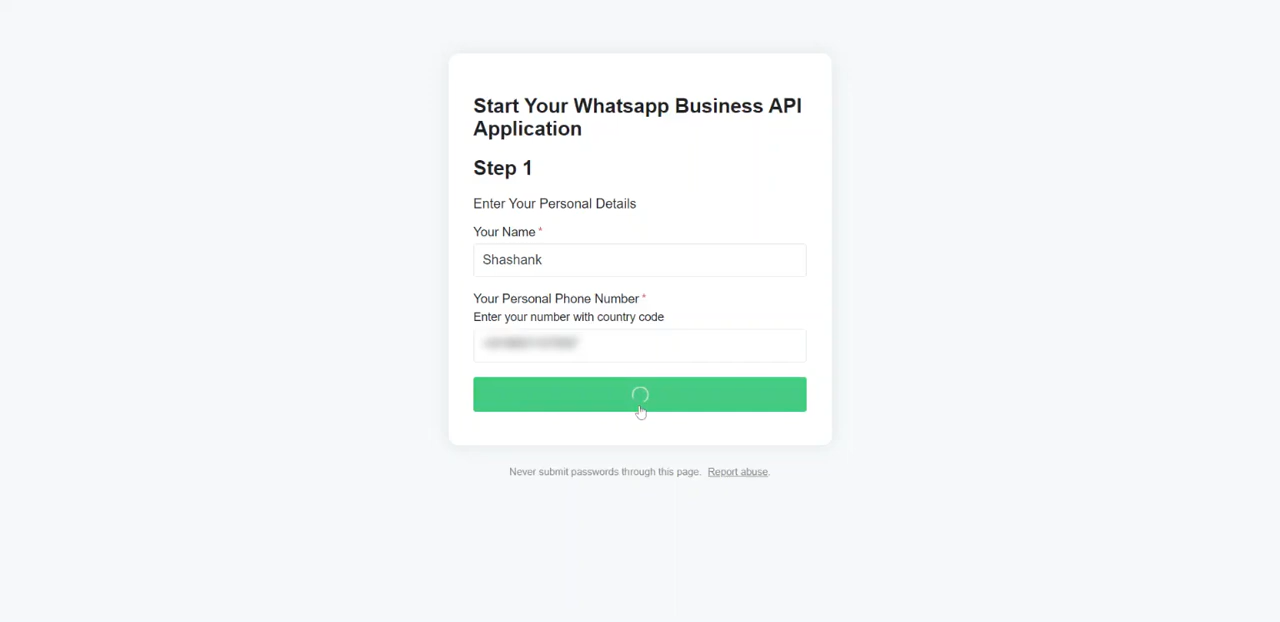 Start Your Whatsapp Business API
Application
Step 1
Enter Your Personal Details
Your Name *
Shashank
Your Personal Phone Number *
Enter your number with country code
Never submit passwords through this page. Report abuse.